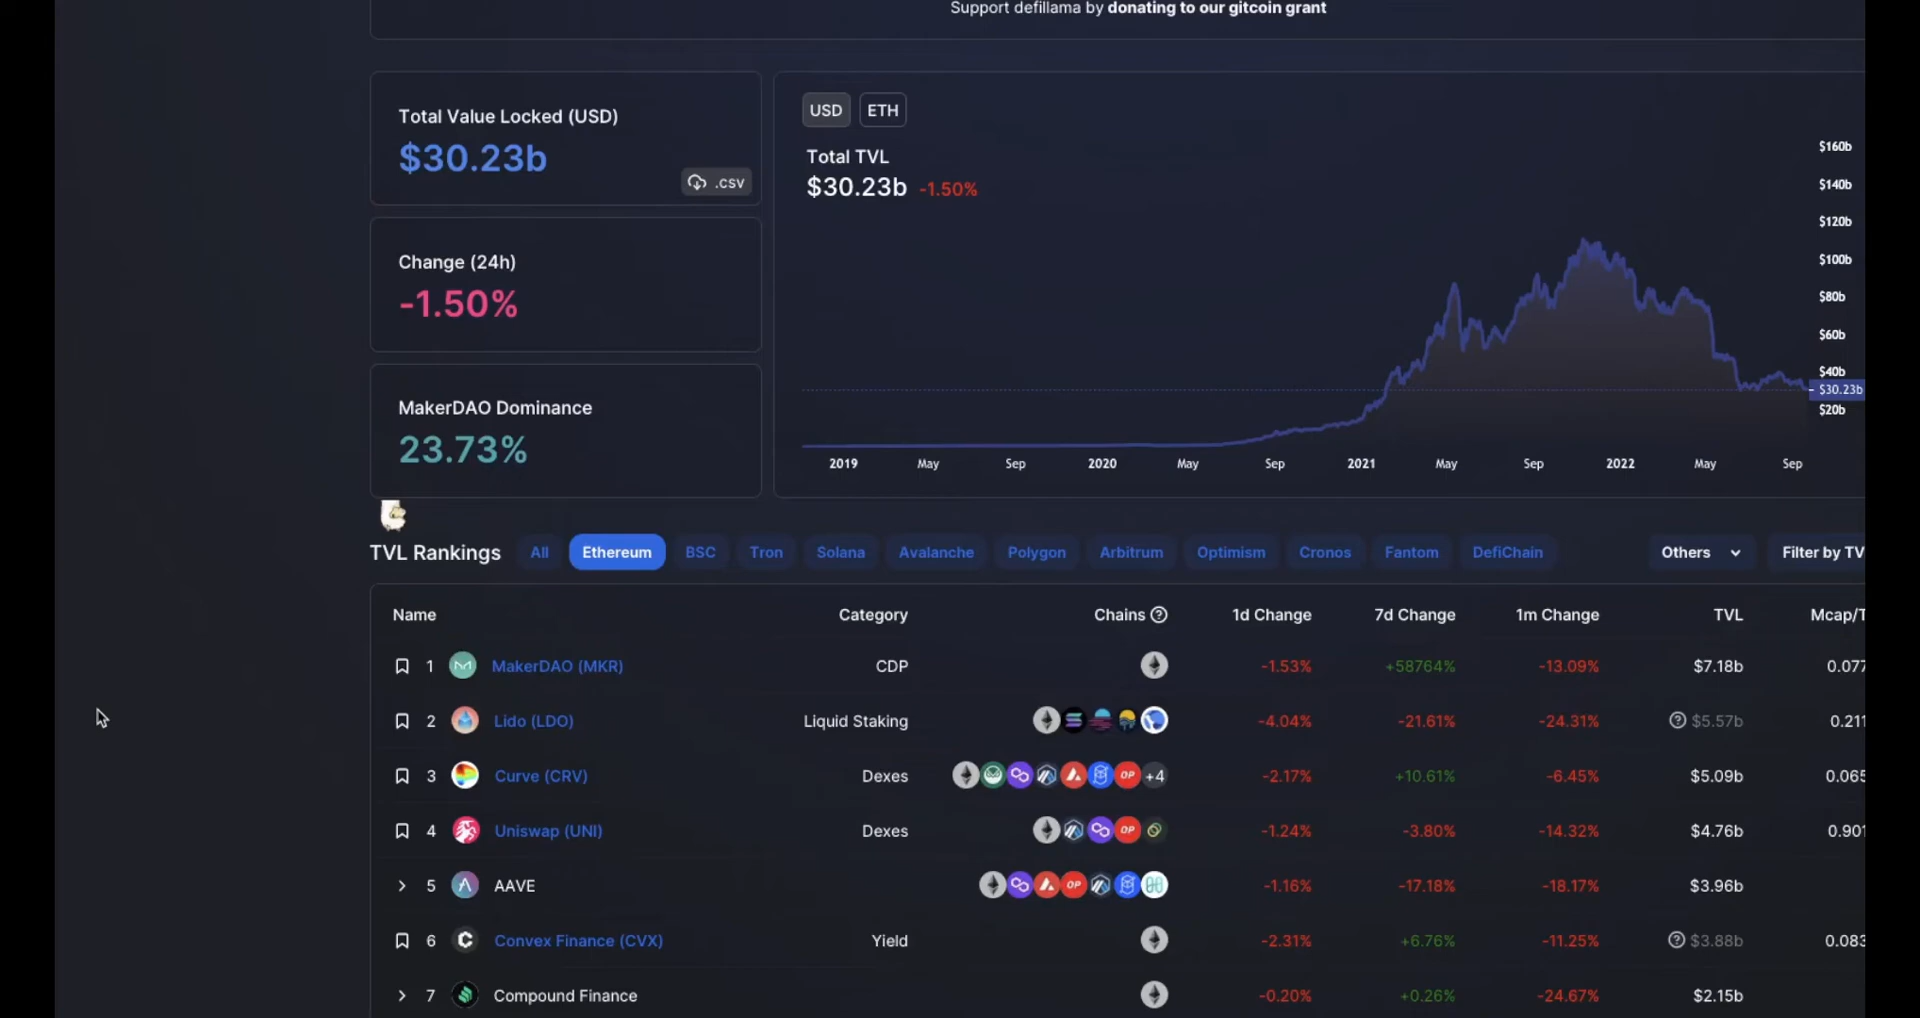 Support defillama by donating to our gitcoin grant
Total Value Locked (USD)
$30.23b
.csv
Change (24h)
-1.50%
MakerDAO Dominance
23.73%
USD ETH
Total TVL
$30.23b -1.50%
$160b
$140b
$120b
$100b
$80b
$60b
$40b
$30.23b
$20b
2019 May Sep 2020 May Sep 2021 May Sep 2022 May Sep
TVL Rankings All Ethereum BSC Tron Solana Avalanche Polygon Arbitrum Optimism Cronos Fantom DefiChain Others Filter by TV
Name Category Chains 1d Change 7d Change 1m Change TVL Mcap/T
1 MakerDAO (MKR) CDP -1.53% +58764% -13.09% $7.18b 0.077
2 Lido (LDO) Liquid Staking -4.04% -21.61% -24.31% $5.57b 0.211
3 Curve (CRV) Dexes OP +4 -2.17% +10.61% -6.45% $5.09b 0.065
4 Uniswap (UNI) Dexes OP -1.24% -3.80% -14.32% $4.76b 0.901
5 AAVE OP -1.16% -17.18% -18.17% $3.96b
6 Convex Finance (CVX) Yield -2.31% +6.76% -11.25% $3.88b 0.083
7 Compound Finance -0.20% +0.26% -24.67% $2.15b